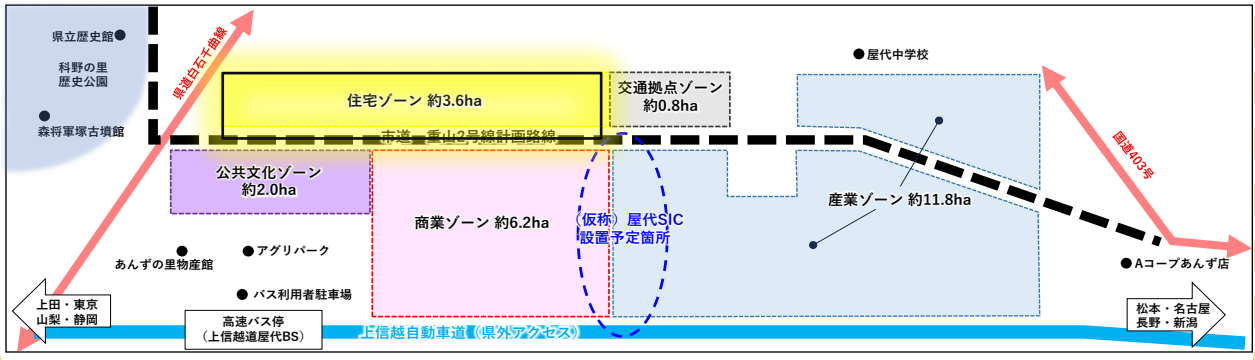 県立歴史館
科野の里
歴史公園
森将軍塚古墳館
県道白石千曲線
住宅ゾーン 約3.6ha
交通拠点ゾーン
約0.8ha
屋代中学校
市道一重山2号線計画路線
公共文化ゾーン
約2.0ha
商業ゾーン 約6.2ha
(仮称)屋代SIC
設置予定箇所
産業ゾーン 約11.8ha
国道403号
あんずの里物産館
アグリパーク
バス利用者駐車場
Aコープあんず店
上田・東京
山梨・静岡
高速バス停
(上信越道屋代BS)
上信越自動車道(県外アクセス)
松本・名古屋
長野・新潟